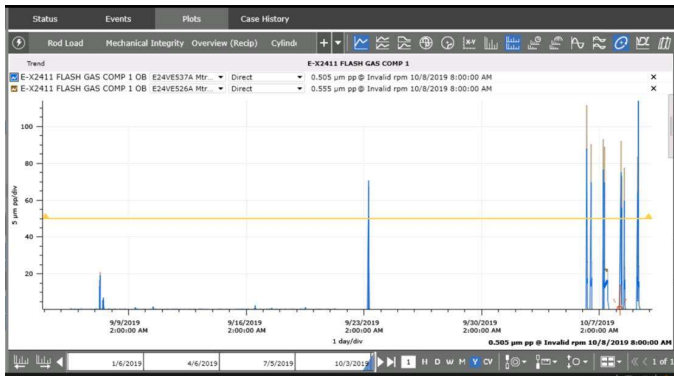 Status Events Plots Case History
Rod Load Mechanical Integrity Overview (Recip) Cylind
Trend E-X2411 FLASH GAS COMP 1
E-X2411 FLASH GAS COMP 1 OB E24VE537A Mtr... Direct 0.505 µm pp @ Invalid rpm 10/8/2019 8:00:00 AM
E-X2411 FLASH GAS COMP 1 OB E24VE526A Mtr... Direct 0.555 µm pp @ Invalid rpm 10/8/2019 8:00:00 AM
100
80
60
40
20
5 µm pp/div
9/9/2019 9/16/2019 9/23/2019 9/30/2019 10/7/2019
2:00:00 AM 2:00:00 AM 2:00:00 AM 2:00:00 AM 2:00:00 AM
1 day/div 0.505 µm pp @ Invalid rpm 10/8/2019 8:00:00 AM
1/6/2019 4/6/2019 7/5/2019 10/3/2019 1 H D W M Y CV 1 of 1